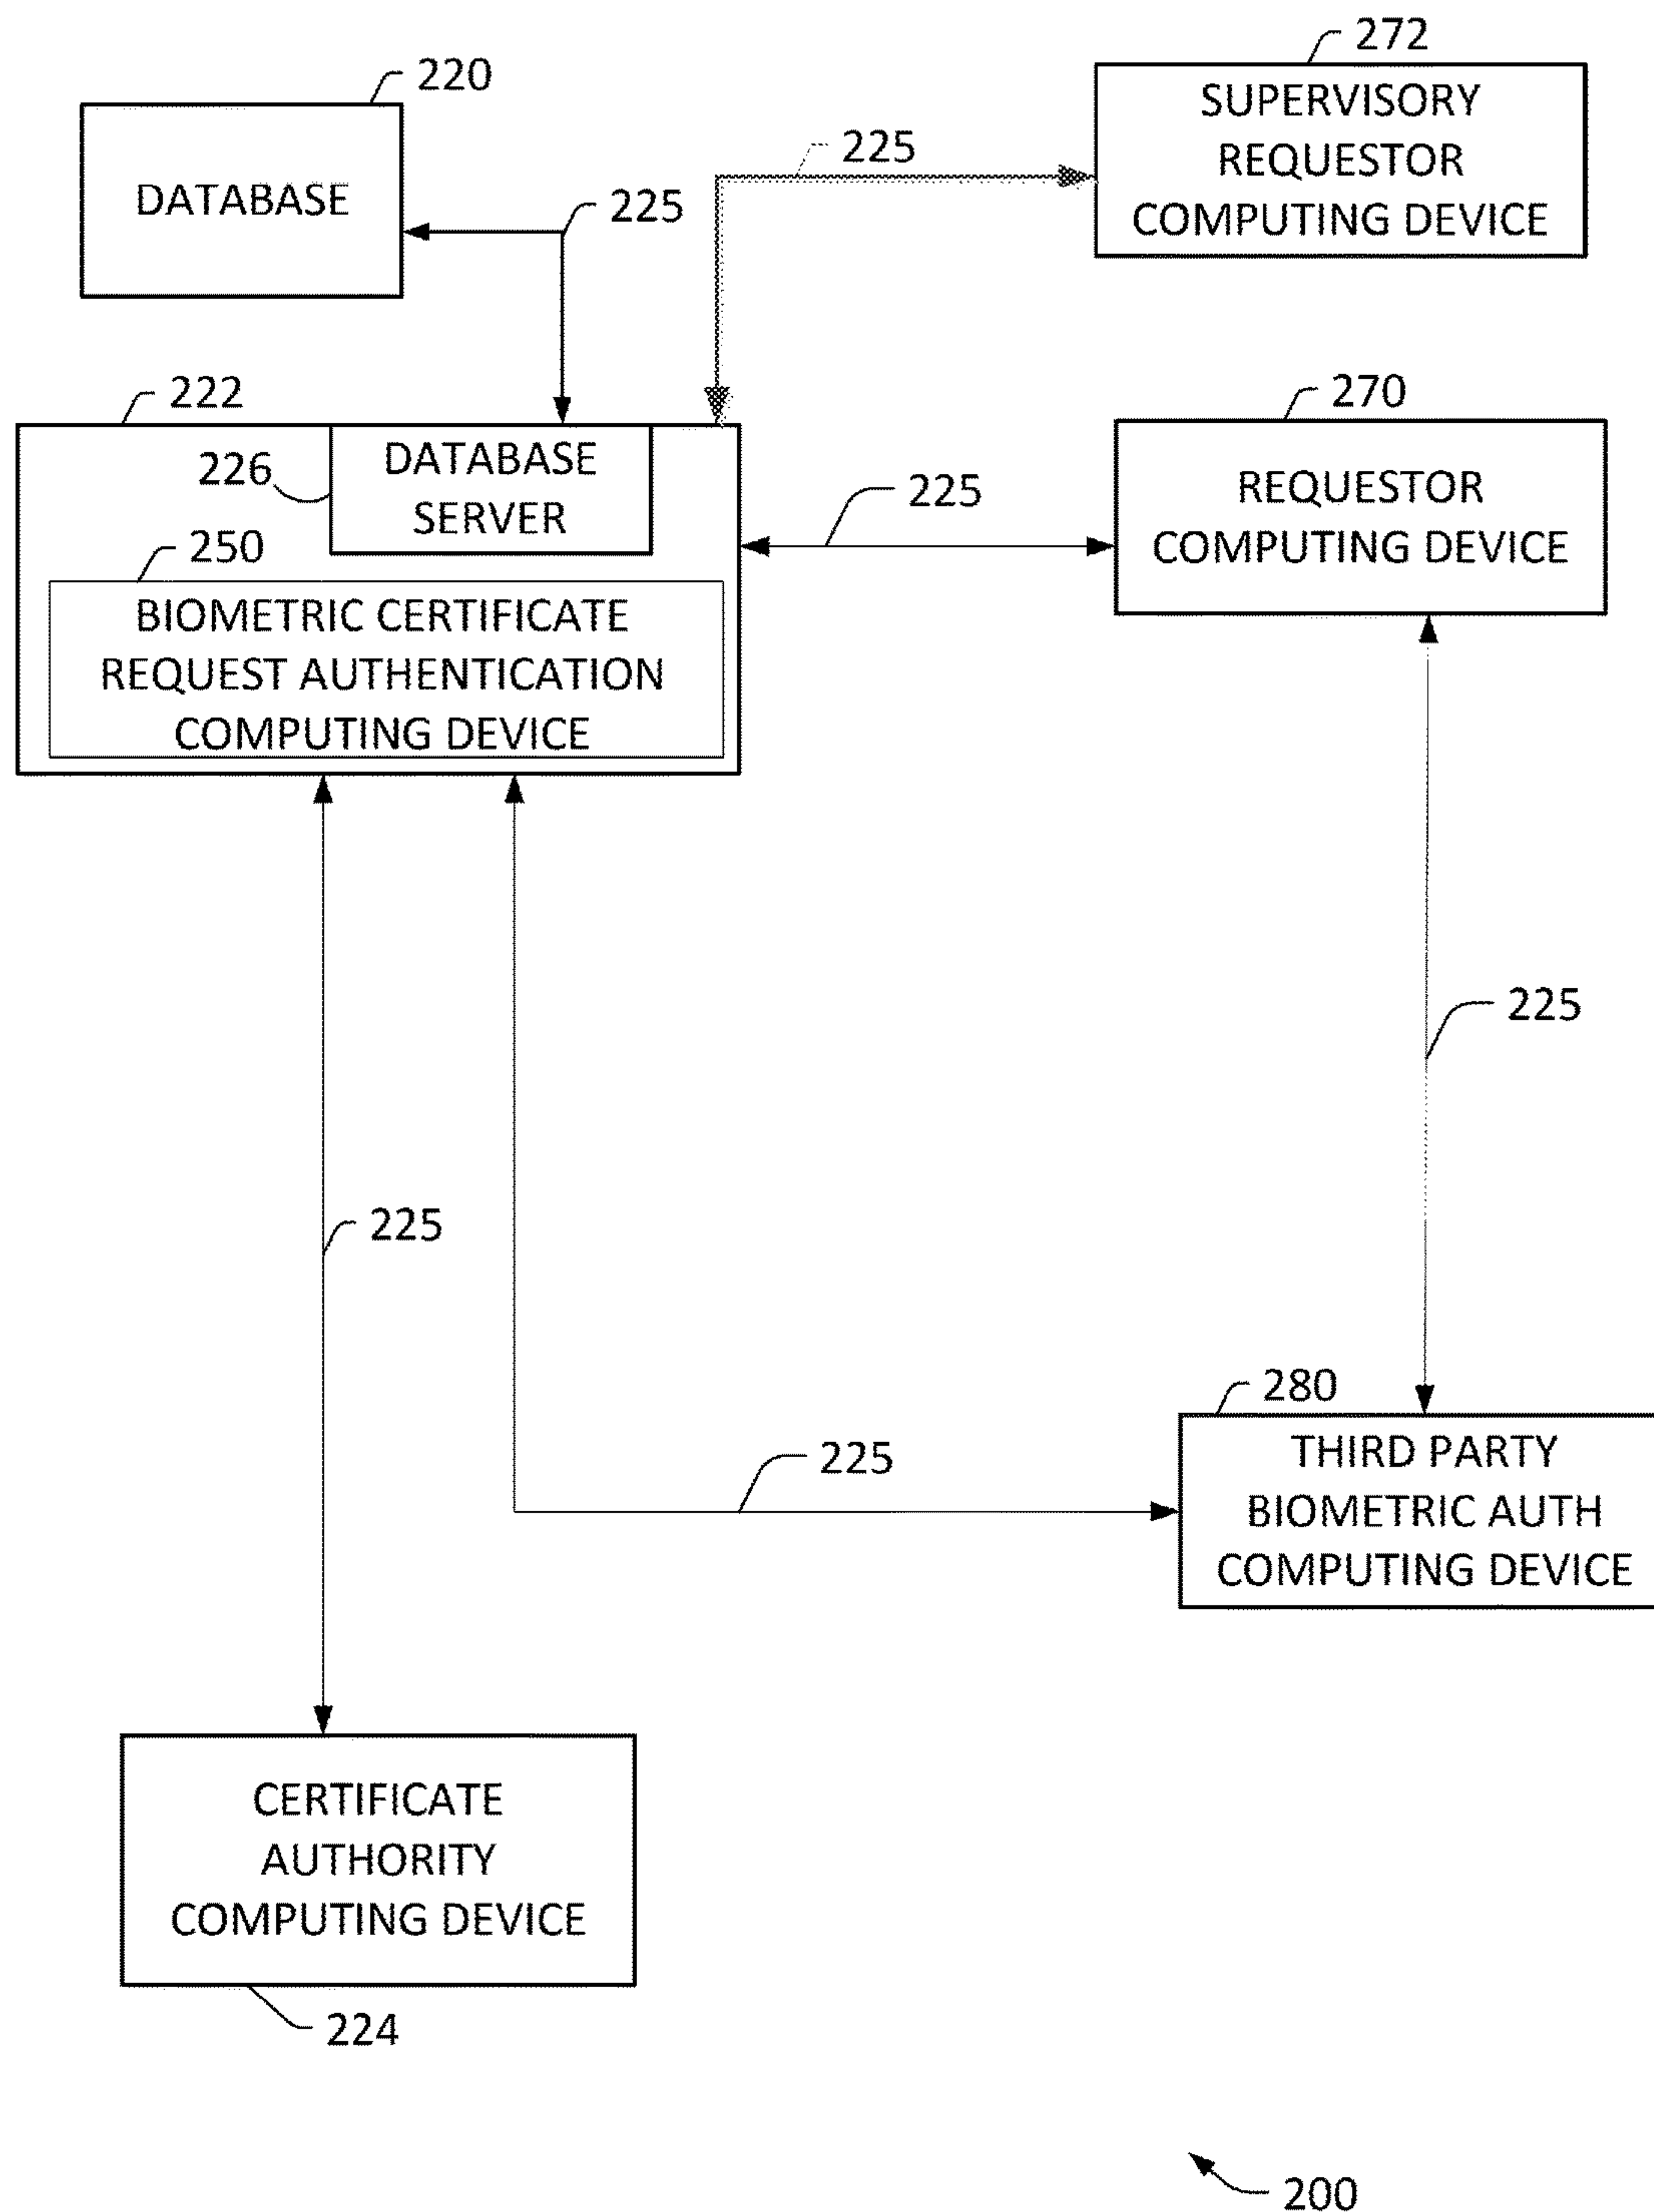 272
220
SUPERVISORY
REQUESTOR
COMPUTING DEVICE
225
DATABASE
225
222
270
DATABASE
SERVER
226
225
REQUESTOR
COMPUTING DEVICE
250
BIOMETRIC CERTIFICATE
REQUEST AUTHENTICATION
COMPUTING DEVICE
225
225
280
225
THIRD PARTY
BIOMETRIC AUTH
COMPUTING DEVICE
CERTIFICATE
AUTHORITY
COMPUTING DEVICE
224
200